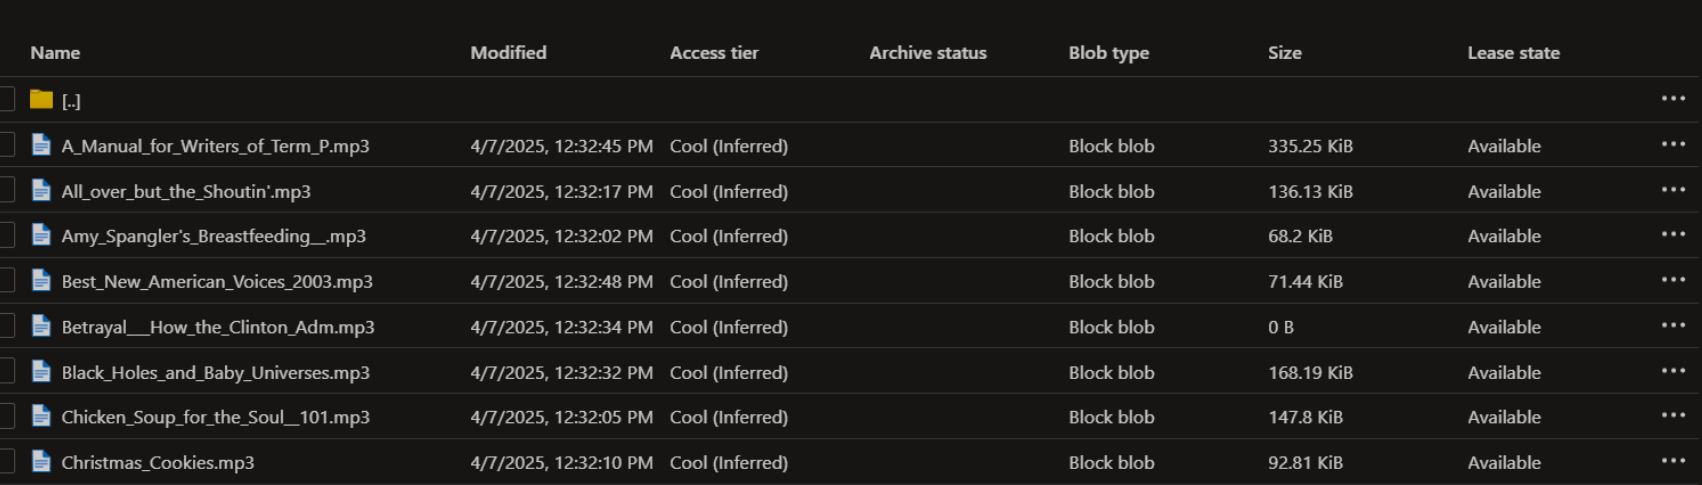 Name Modified Access tier Archive status Blob type Size Lease state
[..]
A_Manual_for_Writers_of_Term_P.mp3 4/7/2025, 12:32:45 PM Cool (Inferred) Block blob 335.25 KiB Available
All_over_but_the_Shoutin'.mp3 4/7/2025, 12:32:17 PM Cool (Inferred) Block blob 136.13 KiB Available
Amy_Spangler's_Breastfeeding__.mp3 4/7/2025, 12:32:02 PM Cool (Inferred) Block blob 68.2 KiB Available
Best_New_American_Voices_2003.mp3 4/7/2025, 12:32:48 PM Cool (Inferred) Block blob 71.44 KiB Available
Betrayal___How_the_Clinton_Adm.mp3 4/7/2025, 12:32:34 PM Cool (Inferred) Block blob 0 B Available
Black_Holes_and_Baby_Universes.mp3 4/7/2025, 12:32:32 PM Cool (Inferred) Block blob 168.19 KiB Available
Chicken_Soup_for_the_Soul__101.mp3 4/7/2025, 12:32:05 PM Cool (Inferred) Block blob 147.8 KiB Available
Christmas_Cookies.mp3 4/7/2025, 12:32:10 PM Cool (Inferred) Block blob 92.81 KiB Available